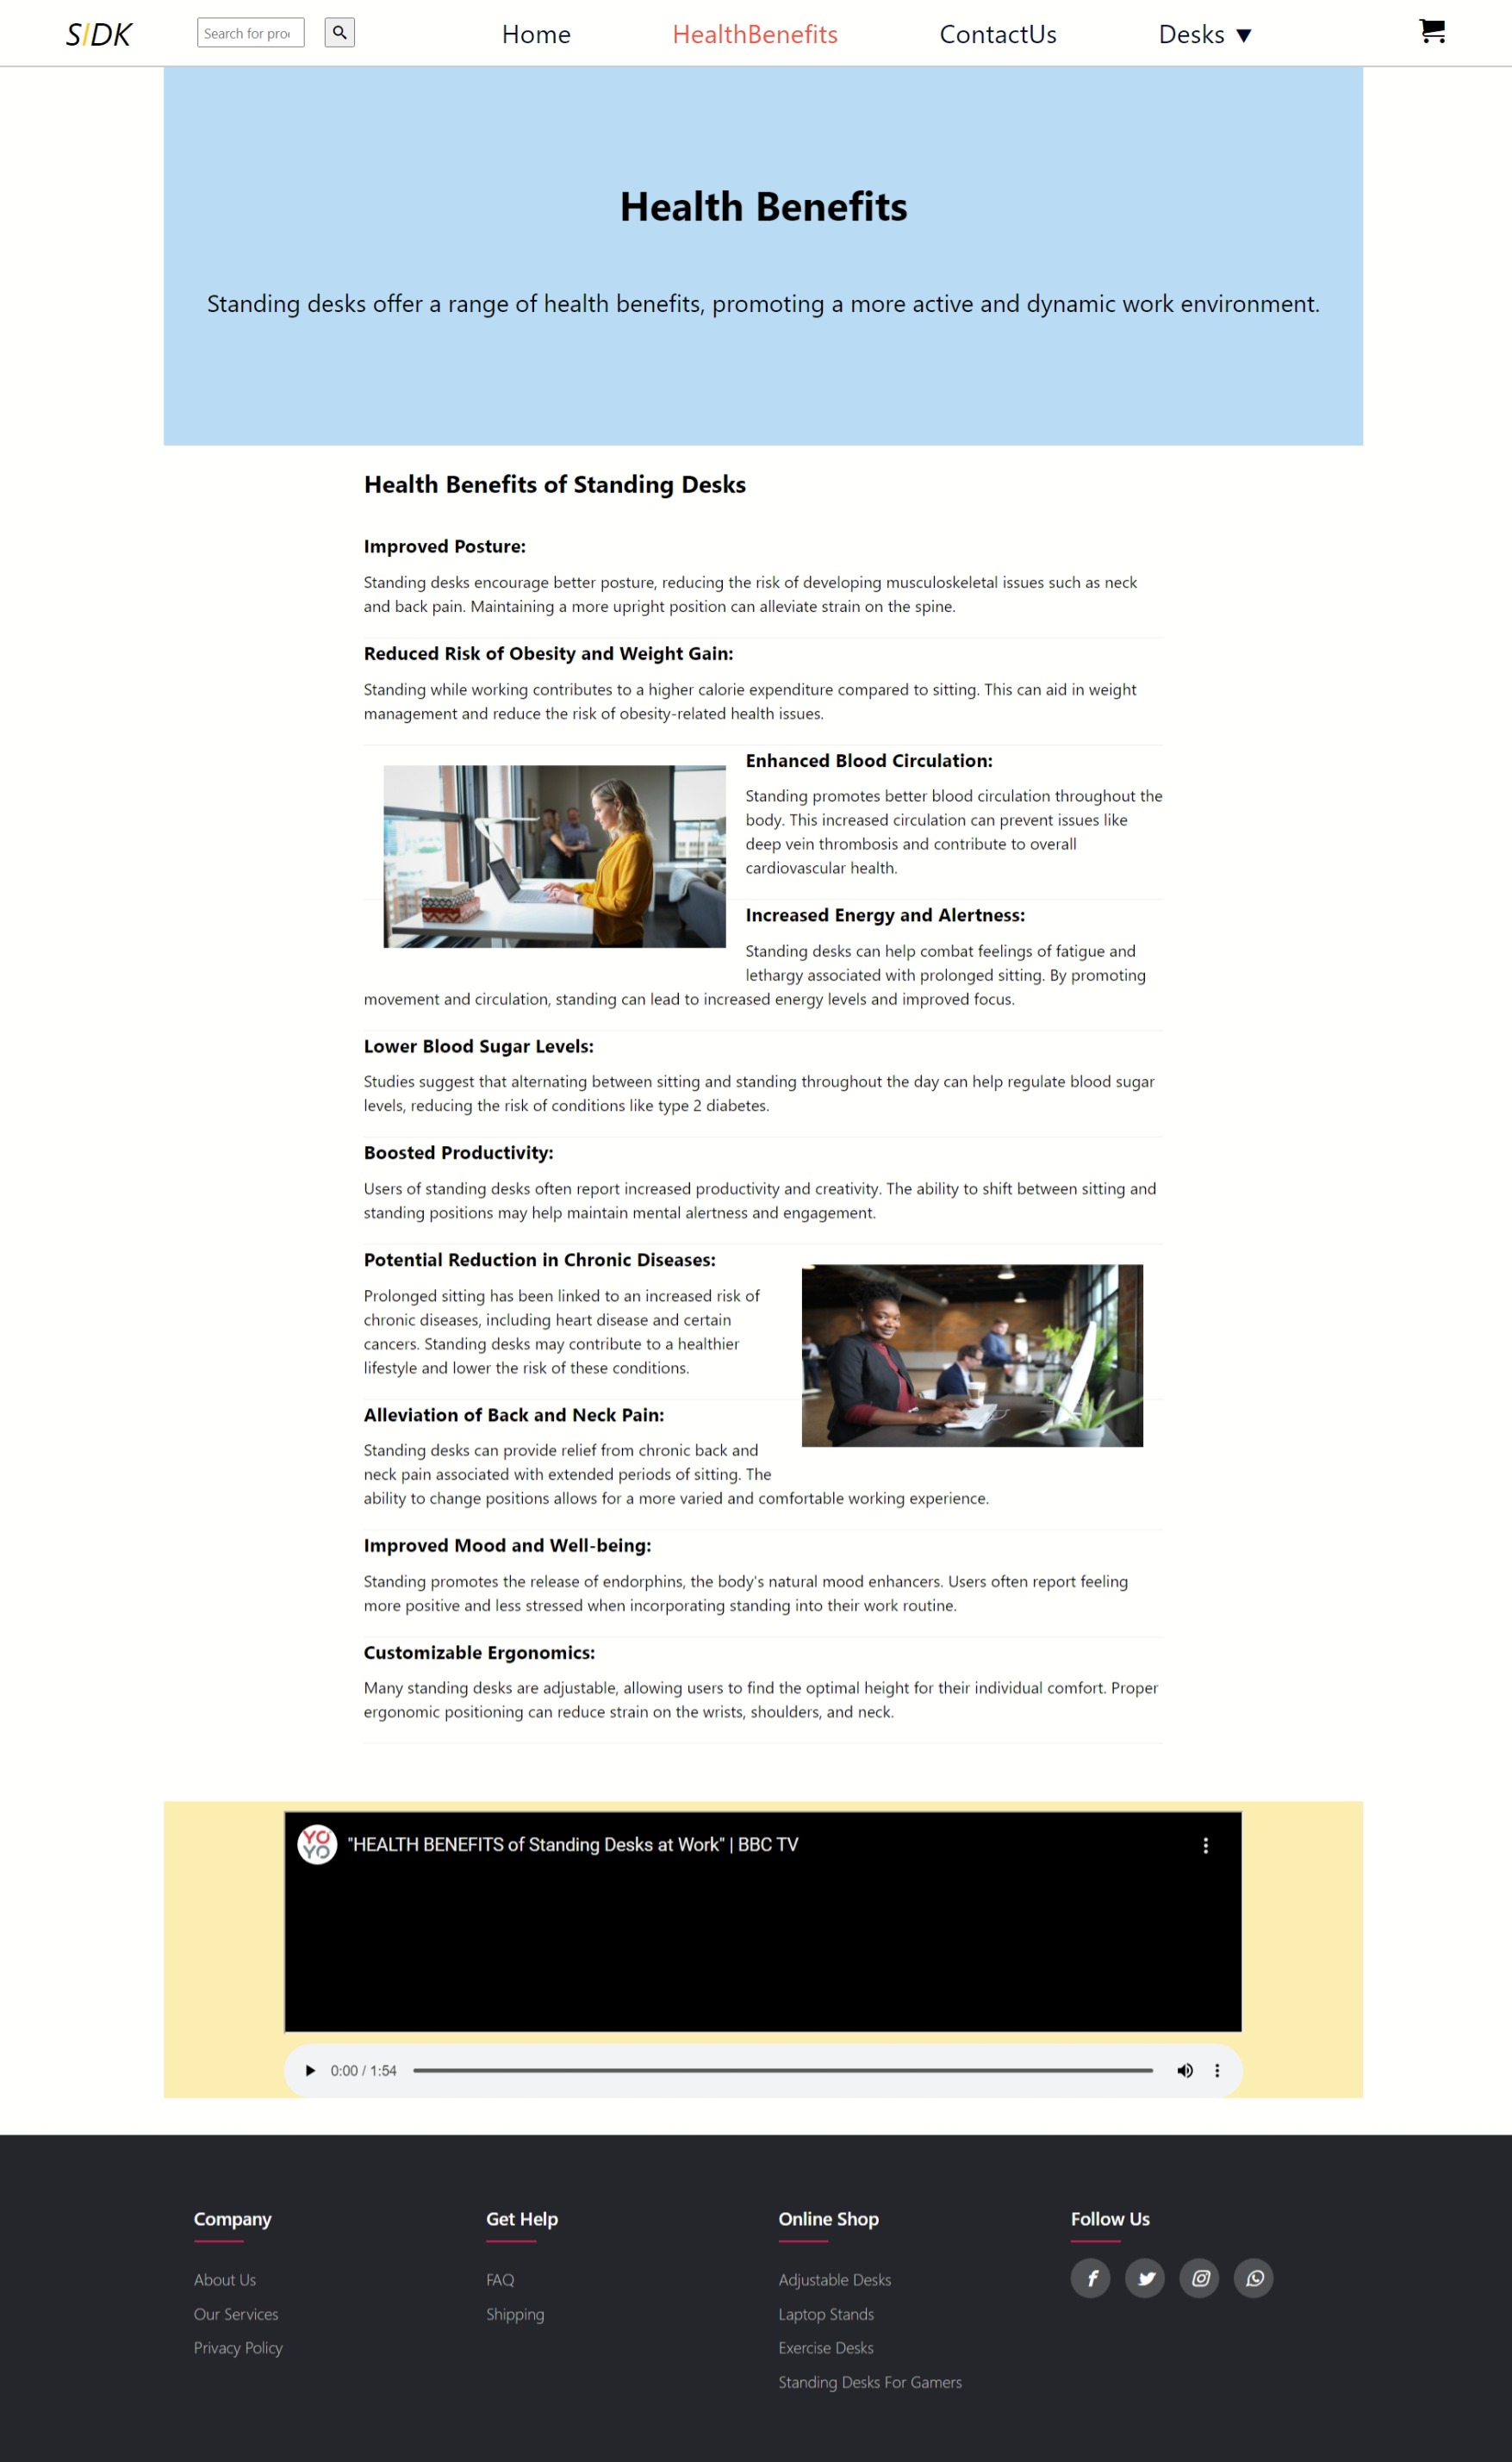 S/DK
Search for pro
Home
HealthBenefits
ContactUs
Desks ▼
Health Benefits
Standing desks offer a range of health benefits, promoting a more active and dynamic work environment.
Health Benefits of Standing Desks
Improved Posture:
Standing desks encourage better posture, reducing the risk of developing musculoskeletal issues such as neck
and back pain. Maintaining a more upright position can alleviate strain on the spine.
Reduced Risk of Obesity and Weight Gain:
Standing while working contributes to a higher calorie expenditure compared to sitting. This can aid in weight
management and reduce the risk of obesity-related health issues.
Enhanced Blood Circulation:
Standing promotes better blood circulation throughout the
body. This increased circulation can prevent issues like
deep vein thrombosis and contribute to overall
cardiovascular health.
Increased Energy and Alertness:
Standing desks can help combat feelings of fatigue and
lethargy associated with prolonged sitting. By promoting
movement and circulation, standing can lead to increased energy levels and improved focus.
Lower Blood Sugar Levels:
Studies suggest that alternating between sitting and standing throughout the day can help regulate blood sugar
levels, reducing the risk of conditions like type 2 diabetes.
Boosted Productivity:
Users of standing desks often report increased productivity and creativity. The ability to shift between sitting and
standing positions may help maintain mental alertness and engagement.
Potential Reduction in Chronic Diseases:
Prolonged sitting has been linked to an increased risk of
chronic diseases, including heart disease and certain
cancers. Standing desks may contribute to a healthier
lifestyle and lower the risk of these conditions.
Alleviation of Back and Neck Pain:
Standing desks can provide relief from chronic back and
neck pain associated with extended periods of sitting. The
ability to change positions allows for a more varied and comfortable working experience.
Improved Mood and Well-being:
Standing promotes the release of endorphins, the body's natural mood enhancers. Users often report feeling
more positive and less stressed when incorporating standing into their work routine.
Customizable Ergonomics:
Many standing desks are adjustable, allowing users to find the optimal height for their individual comfort. Proper
ergonomic positioning can reduce strain on the wrists, shoulders, and neck.
YO
YO
"HEALTH BENEFITS of Standing Desks at Work" | BBC TV
0:00 / 1:54
Company
About Us
Our Services
Privacy Policy
Get Help
FAQ
Shipping
Online Shop
Adjustable Desks
Laptop Stands
Exercise Desks
Standing Desks For Gamers
Follow Us